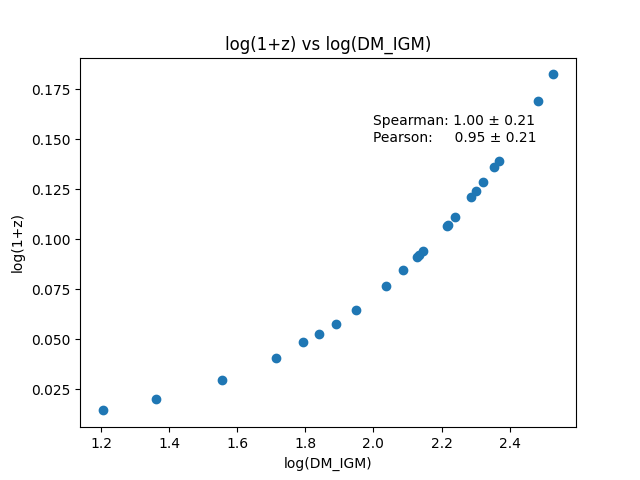 log(1+z) vs log(DM_IGM)
0.175
0.150
0.125
0.100
0.075
0.050
0.025
log(1+z)
Spearman: 1.00 ± 0.21
Pearson: 0.95 ± 0.21
1.2 1.4 1.6 1.8 2.0 2.2 2.4
log(DM_IGM)